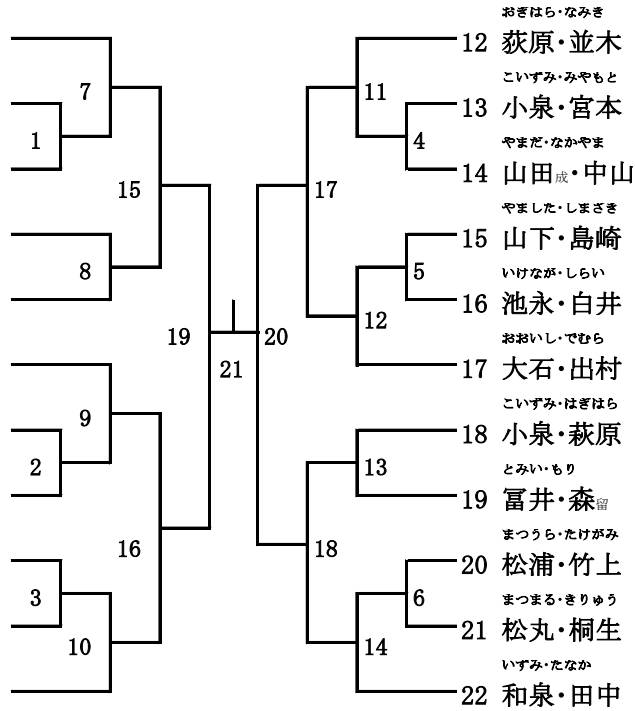 おぎはら・なみき
12 荻原・並木
7
11
こいずみ・みやもと
13 小泉・宮本
1
4
やまだ・なかやま
14 山田成・中山
15
17
やました・しまざき
15 山下・島崎
8
5
いけなが・しらい
16 池永・白井
12
19
20
おおいし・でむら
17 大石・出村
21
こいずみ・はぎはら
18 小泉・萩原
9
2
13
とみい・もり
19 冨井・森留
16
18
まつうら・たけがみ
20 松浦・竹上
3
6
まつまる・きりゅう
21 松丸・桐生
10
14
いずみ・たなか
22 和泉・田中